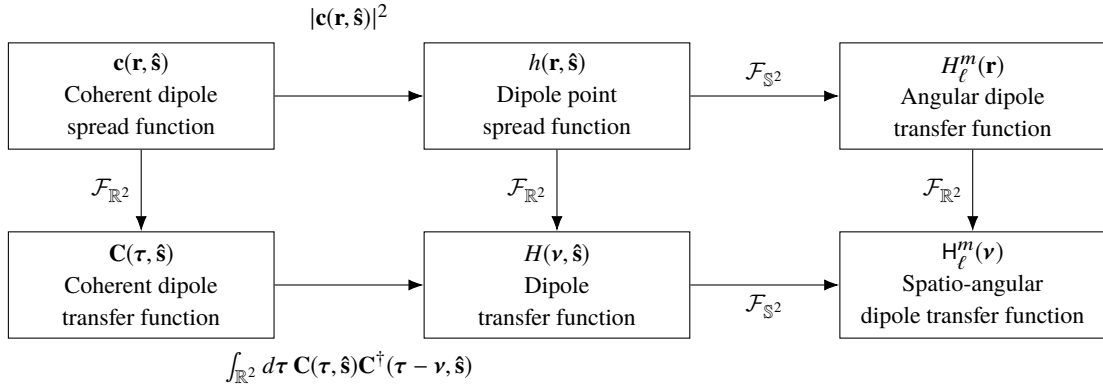 |𝐜(𝐫, 𝐬̂)|²
𝐜(𝐫, 𝐬̂)
Coherent dipole
spread function
h(𝐫, 𝐬̂)
Dipole point
spread function
ℱ_𝕊²
H_ℓ^m(𝐫)
Angular dipole
transfer function
ℱ_ℝ²
ℱ_ℝ²
ℱ_ℝ²
𝐂(𝛕, 𝐬̂)
Coherent dipole
transfer function
H(𝛎, 𝐬̂)
Dipole
transfer function
ℱ_𝕊²
𝖧_ℓ^m(𝛎)
Spatio-angular
dipole transfer function
∫_ℝ² d𝛕 𝐂(𝛕, 𝐬̂)𝐂†(𝛕 − 𝛎, 𝐬̂)